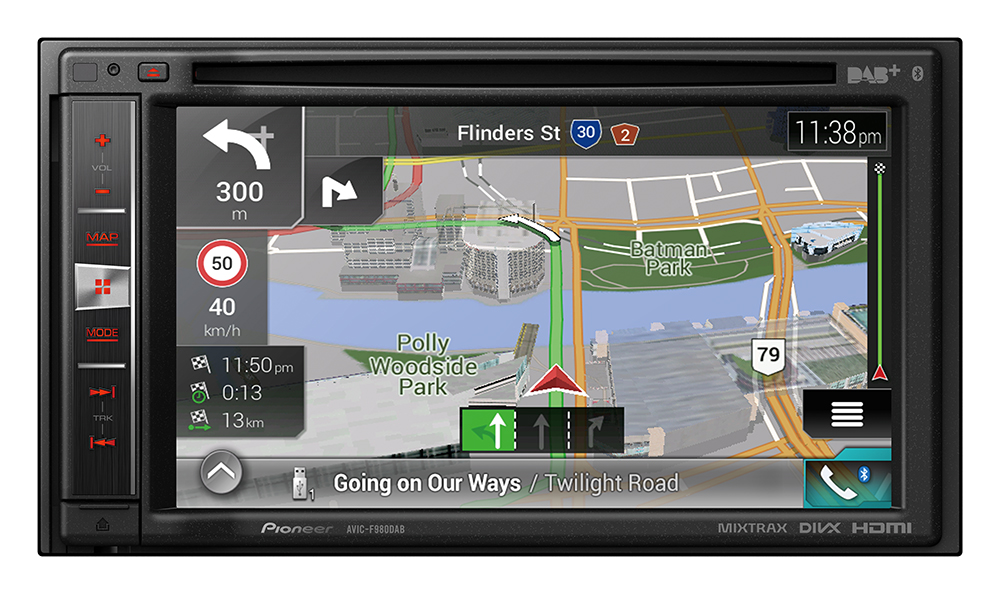 DAB+
VOL
MAP
MODE
TRK
300
m
Flinders St 30 2
11:38pm
50
40
km/h
11:50pm
0:13
13km
Batman
Park
Polly
Woodside
Park
79
1
Going on Our Ways / Twilight Road
Pioneer AVIC-F980DAB
MIXTRAX DIVX HDMI